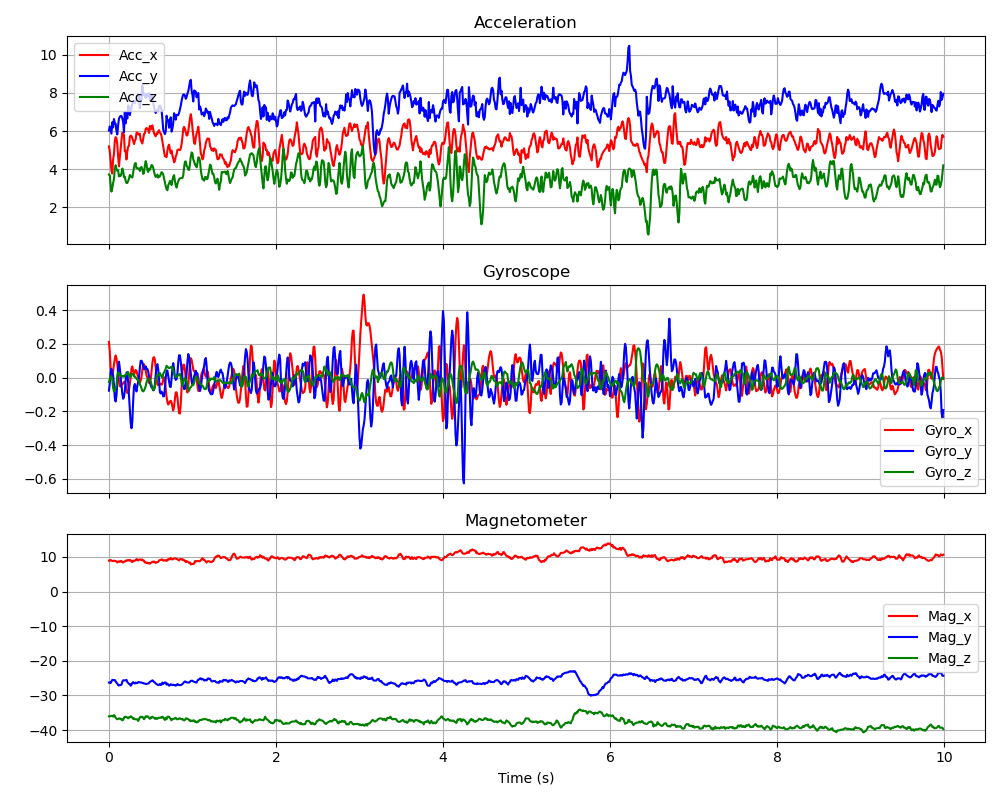 Acceleration
10
8
6
4
2
Acc_x
Acc_y
Acc_z
Gyroscope
0.4
0.2
0.0
−0.2
−0.4
−0.6
Gyro_x
Gyro_y
Gyro_z
Magnetometer
10
0
−10
−20
−30
−40
Mag_x
Mag_y
Mag_z
0 2 4 6 8 10
Time (s)